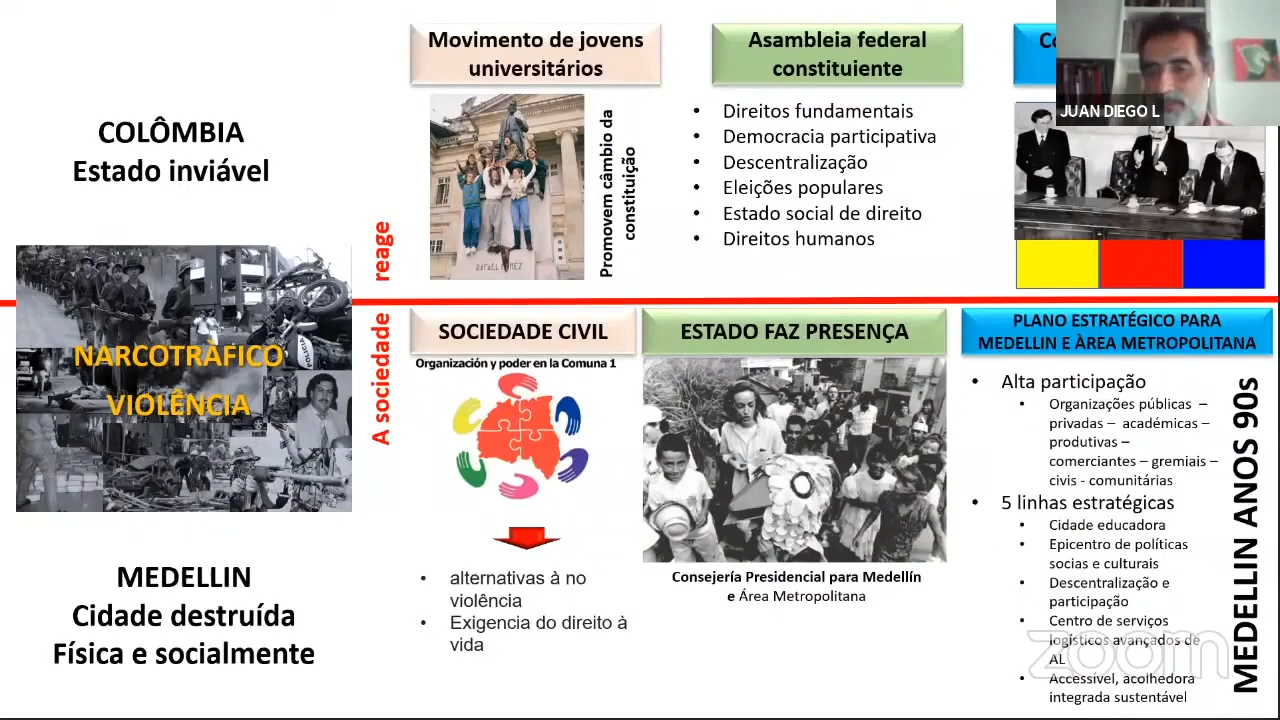 COLÔMBIA
Estado inviável
NARCOTRÁFICO
VIOLÊNCIA
MEDELLIN
Cidade destruída
Física e socialmente
A sociedade reage
Movimento de jovens
universitários
Promovem câmbio da
constituição
Asambleia federal
constituiente
• Direitos fundamentais
• Democracia participativa
• Descentralização
• Eleições populares
• Estado social de direito
• Direitos humanos
JUAN DIEGO L
SOCIEDADE CIVIL
Organización y poder en la Comuna 1
• alternativas à no
violência
• Exigencia do direito à
vida
ESTADO FAZ PRESENÇA
Consejería Presidencial para Medellín
e Área Metropolitana
PLANO ESTRATÉGICO PARA
MEDELLIN E ÀREA METROPOLITANA
• Alta participação
• Organizações públicas –
privadas – académicas –
produtivas –
comerciantes – gremiais –
civis - comunitárias
• 5 linhas estratégicas
• Cidade educadora
• Epicentro de políticas
socias e culturais
• Descentralização e
participação
• Centro de serviços
logísticos avançados de
AL
• Accessível, acolhedora
integrada sustentável
MEDELLIN ANOS 90s
zoom